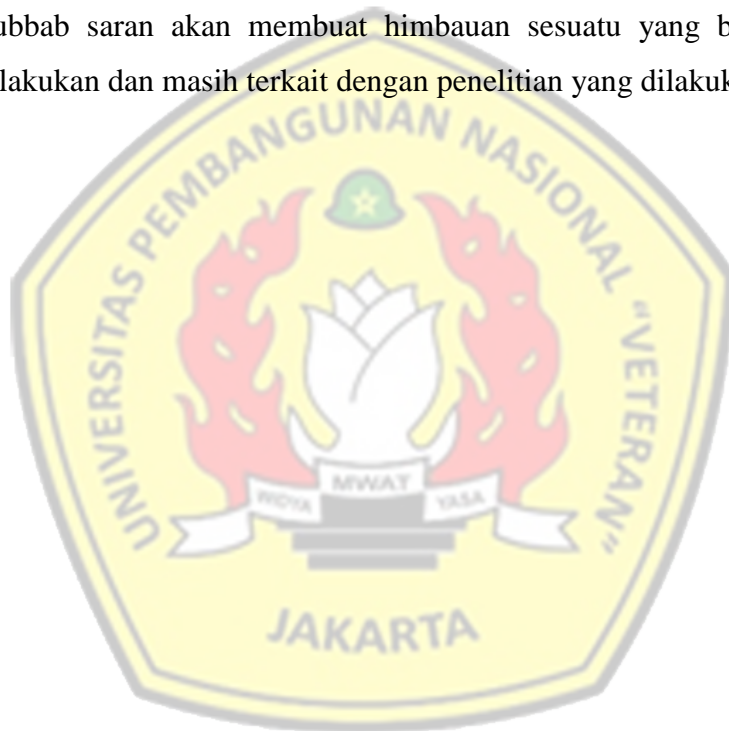 ubbab saran akan membuat himbauan sesuatu yang b
lakukan dan masih terkait dengan penelitian yang dilakuk
UNIVERSITAS PEMBANGUNAN NASIONAL "VETERAN"
WIDYA MWAT YASA
JAKARTA